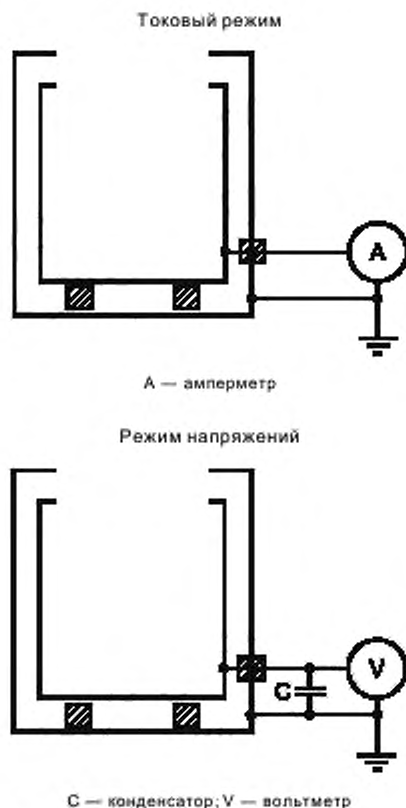 Токовый режим
A
A — амперметр
Режим напряжений
C
V
C — конденсатор; V — вольтметр